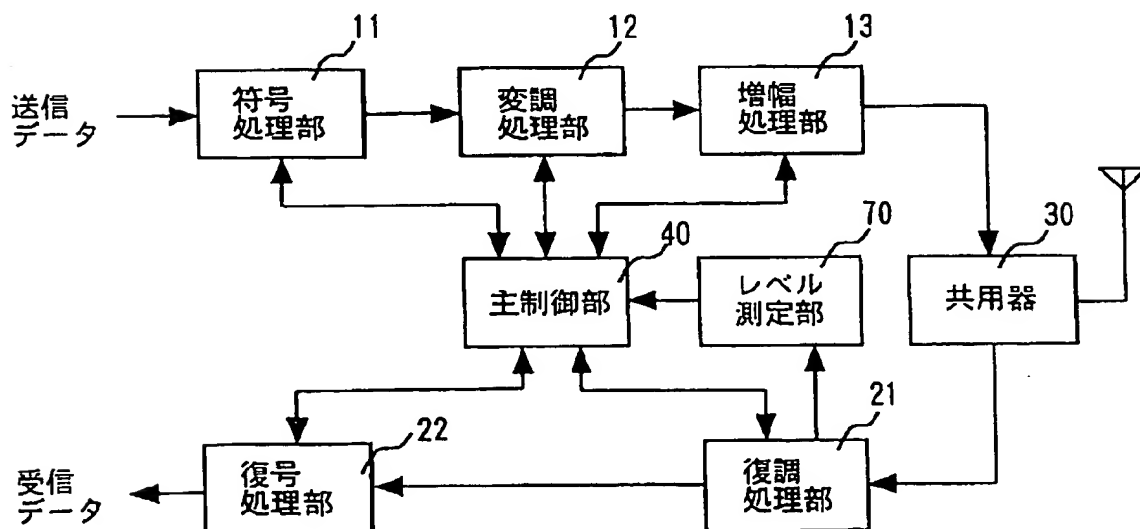 11
12
13
送信
データ
符号
処理部
変調
処理部
増幅
処理部
40
70
30
主制御部
レベル
測定部
共用器
22
21
受信
データ
復号
処理部
復調
処理部